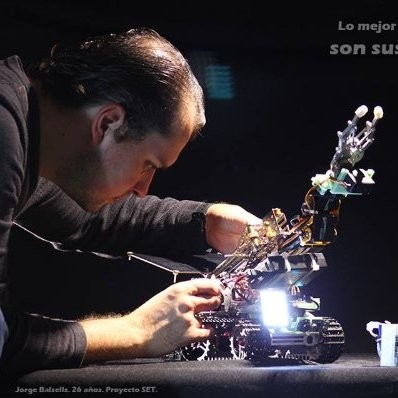 Lo mejor
son sus
Jorge Balsells. 26 años. Proyecto SET.